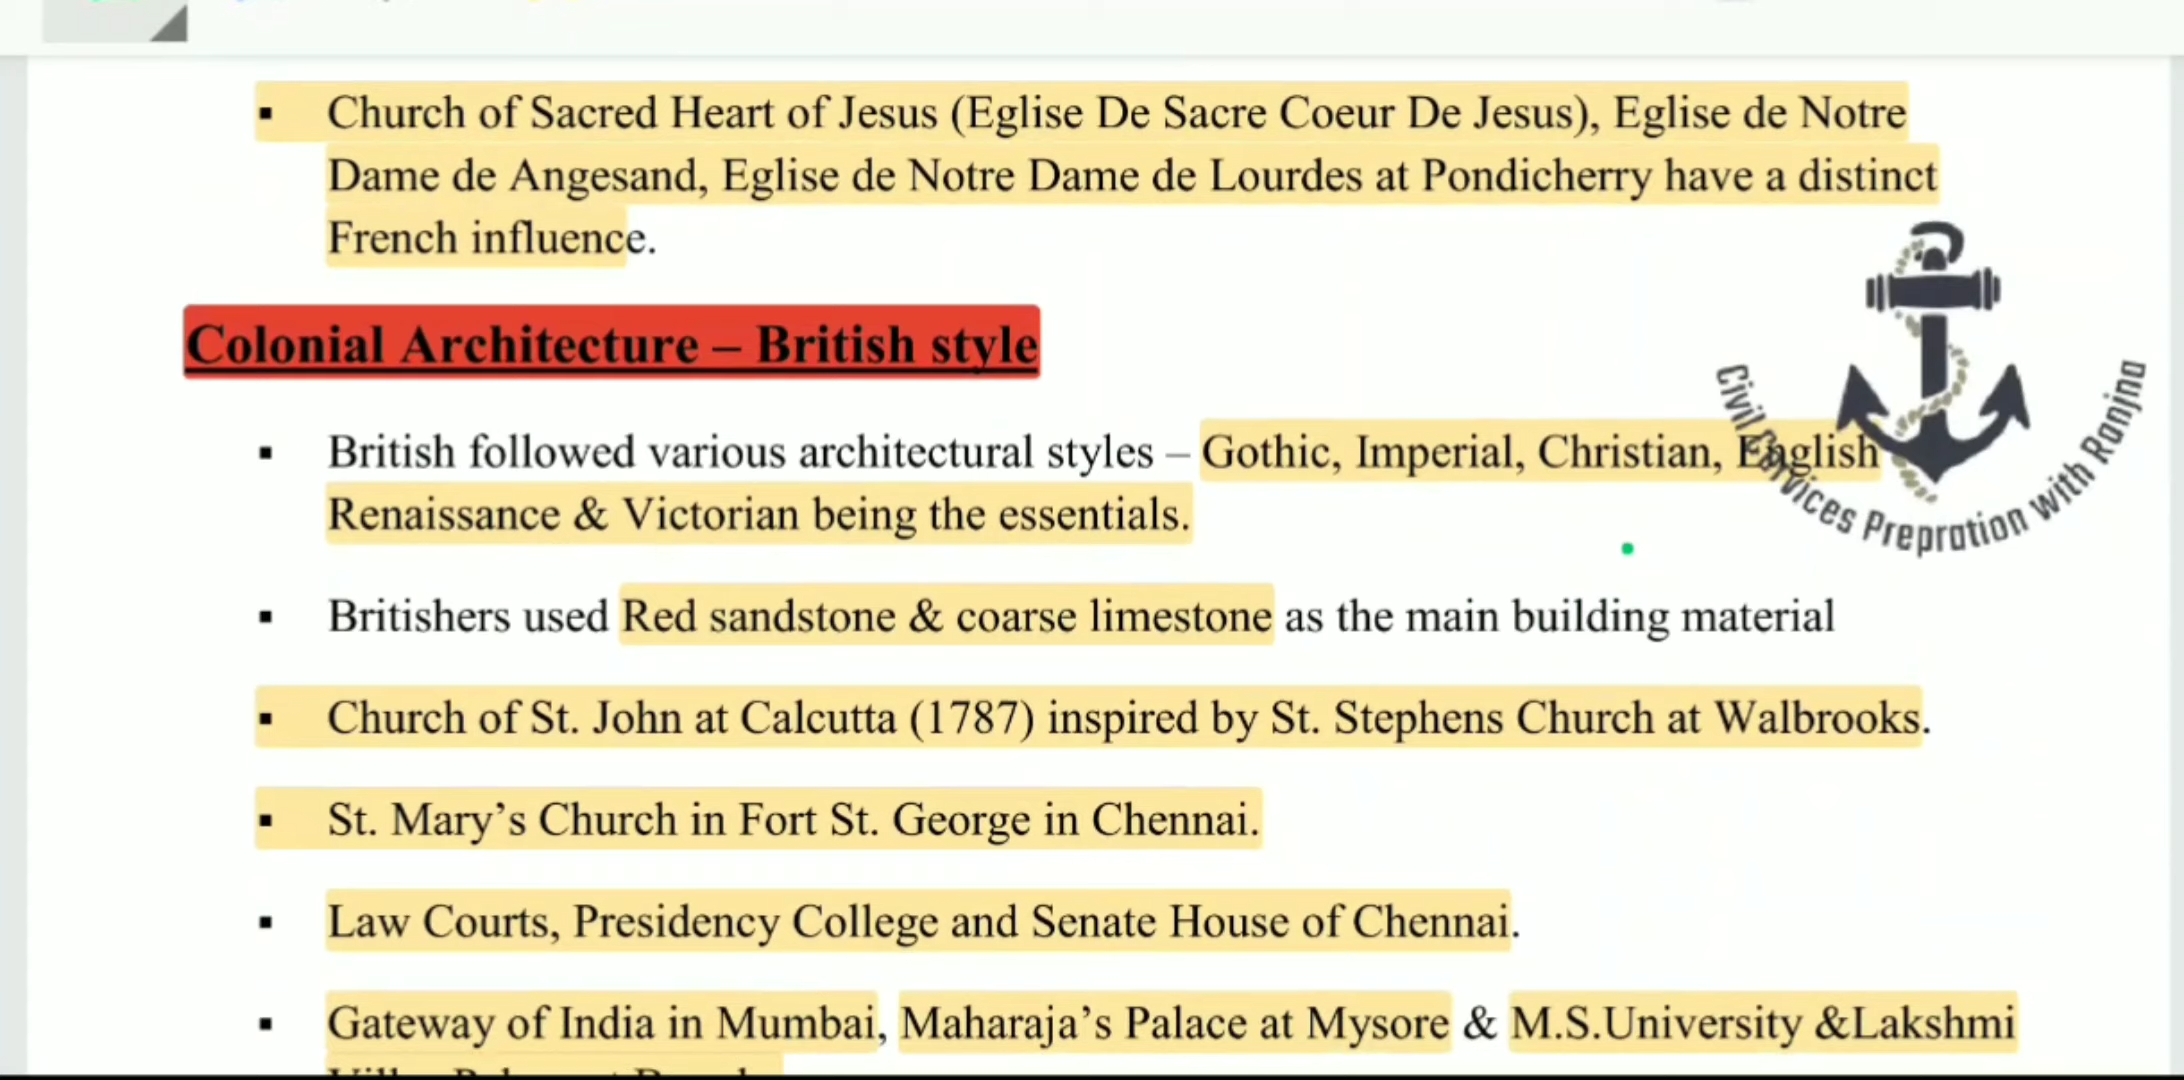 ▪ Church of Sacred Heart of Jesus (Eglise De Sacre Coeur De Jesus), Eglise de Notre
Dame de Angesand, Eglise de Notre Dame de Lourdes at Pondicherry have a distinct
French influence.
Colonial Architecture – British style
▪ British followed various architectural styles – Gothic, Imperial, Christian, English
Renaissance & Victorian being the essentials.
▪ Britishers used Red sandstone & coarse limestone as the main building material
▪ Church of St. John at Calcutta (1787) inspired by St. Stephens Church at Walbrooks.
▪ St. Mary’s Church in Fort St. George in Chennai.
▪ Law Courts, Presidency College and Senate House of Chennai.
▪ Gateway of India in Mumbai, Maharaja’s Palace at Mysore & M.S.University &Lakshmi
Civil Services Prepration with Ranjna